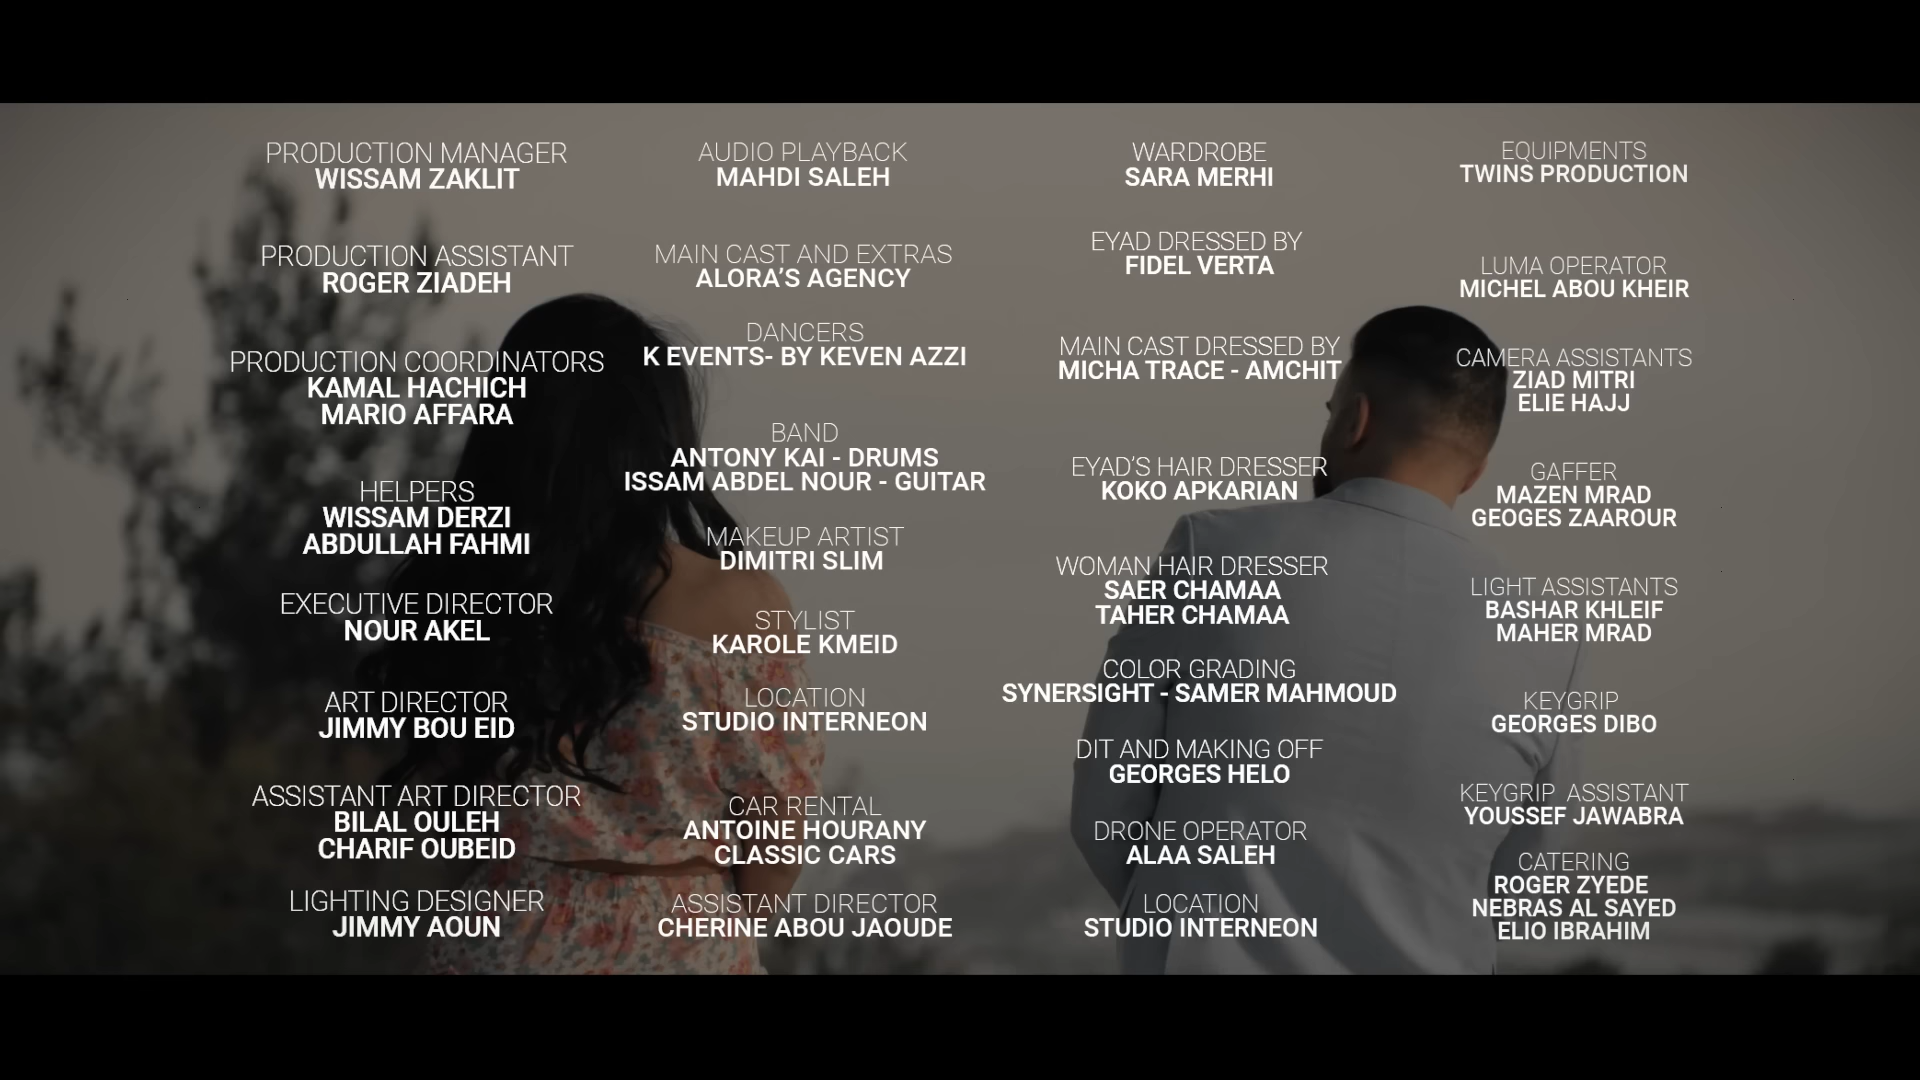 PRODUCTION MANAGER
WISSAM ZAKLIT
PRODUCTION ASSISTANT
ROGER ZIADEH
PRODUCTION COORDINATORS
KAMAL HACHICH
MARIO AFFARA
HELPERS
WISSAM DERZI
ABDULLAH FAHMI
EXECUTIVE DIRECTOR
NOUR AKEL
ART DIRECTOR
JIMMY BOU EID
ASSISTANT ART DIRECTOR
BILAL OULEH
CHARIF OUBEID
LIGHTING DESIGNER
JIMMY AOUN
AUDIO PLAYBACK
MAHDI SALEH
MAIN CAST AND EXTRAS
ALORA'S AGENCY
DANCERS
K EVENTS- BY KEVEN AZZI
BAND
ANTONY KAI - DRUMS
ISSAM ABDEL NOUR - GUITAR
MAKEUP ARTIST
DIMITRI SLIM
STYLIST
KAROLE KMEID
LOCATION
STUDIO INTERNEON
CAR RENTAL
ANTOINE HOURANY
CLASSIC CARS
ASSISTANT DIRECTOR
CHERINE ABOU JAOUDE
WARDROBE
SARA MERHI
EYAD DRESSED BY
FIDEL VERTA
MAIN CAST DRESSED BY
MICHA TRACE - AMCHIT
EYAD'S HAIR DRESSER
KOKO APKARIAN
WOMAN HAIR DRESSER
SAER CHAMAA
TAHER CHAMAA
COLOR GRADING
SYNERSIGHT - SAMER MAHMOUD
DIT AND MAKING OFF
GEORGES HELO
DRONE OPERATOR
ALAA SALEH
LOCATION
STUDIO INTERNEON
EQUIPMENTS
TWINS PRODUCTION
LUMA OPERATOR
MICHEL ABOU KHEIR
CAMERA ASSISTANTS
ZIAD MITRI
ELIE HAJJ
GAFFER
MAZEN MRAD
GEOGES ZAAROUR
LIGHT ASSISTANTS
BASHAR KHLEIF
MAHER MRAD
KEYGRIP
GEORGES DIBO
KEYGRIP ASSISTANT
YOUSSEF JAWABRA
CATERING
ROGER ZYEDE
NEBRAS AL SAYED
ELIO IBRAHIM